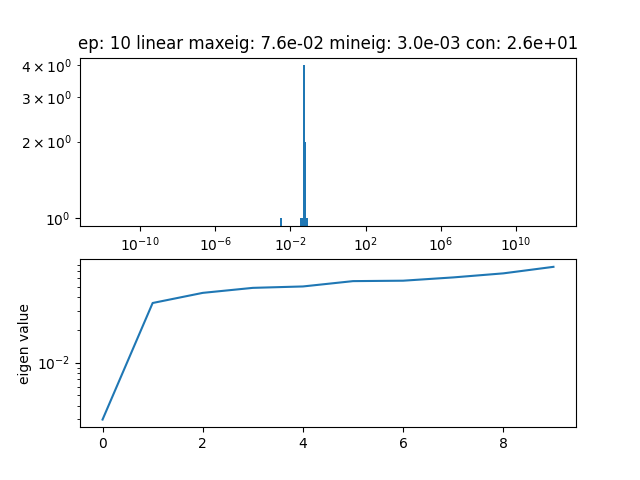 ep: 10 linear maxeig: 7.6e-02 mineig: 3.0e-03 con: 2.6e+01
4 × 10⁰
3 × 10⁰
2 × 10⁰
10⁰
10⁻¹⁰ 10⁻⁶ 10⁻² 10² 10⁶ 10¹⁰
eigen value
10⁻²
0 2 4 6 8